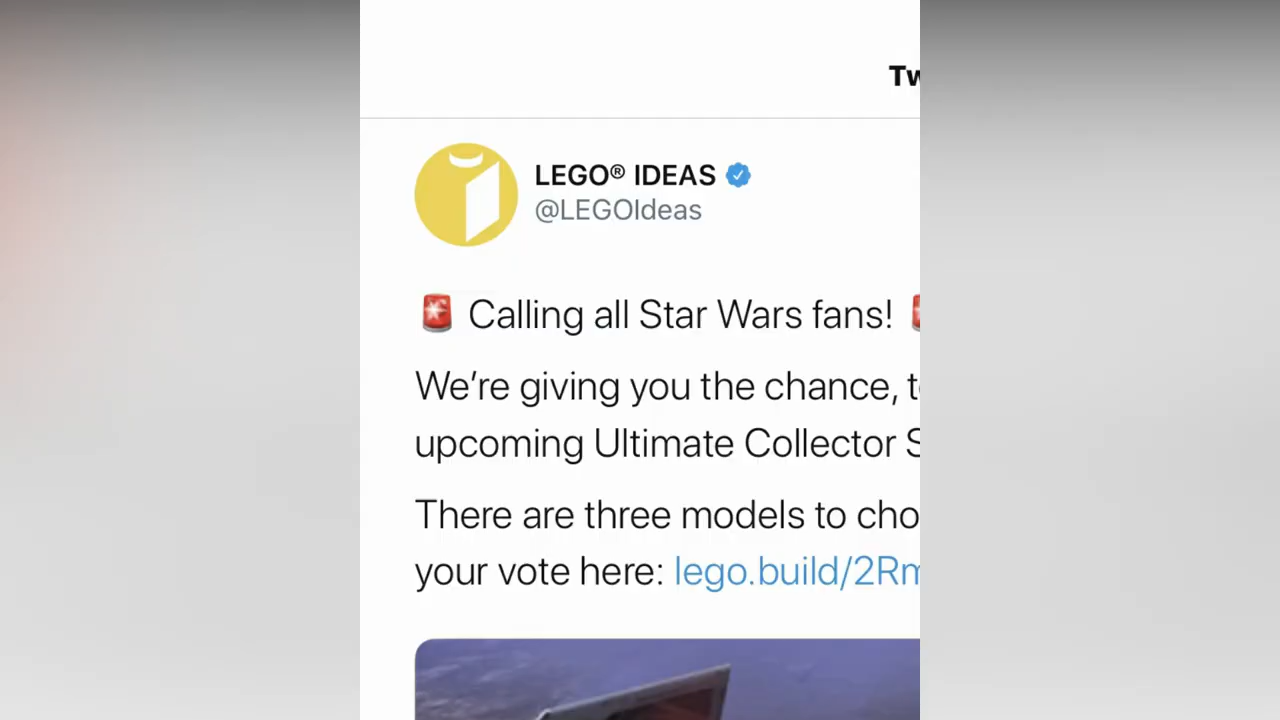 Tw
LEGO® IDEAS
@LEGOIdeas
🚨 Calling all Star Wars fans! 🚨
We’re giving you the chance, t
upcoming Ultimate Collector S
There are three models to cho
your vote here: lego.build/2Rm